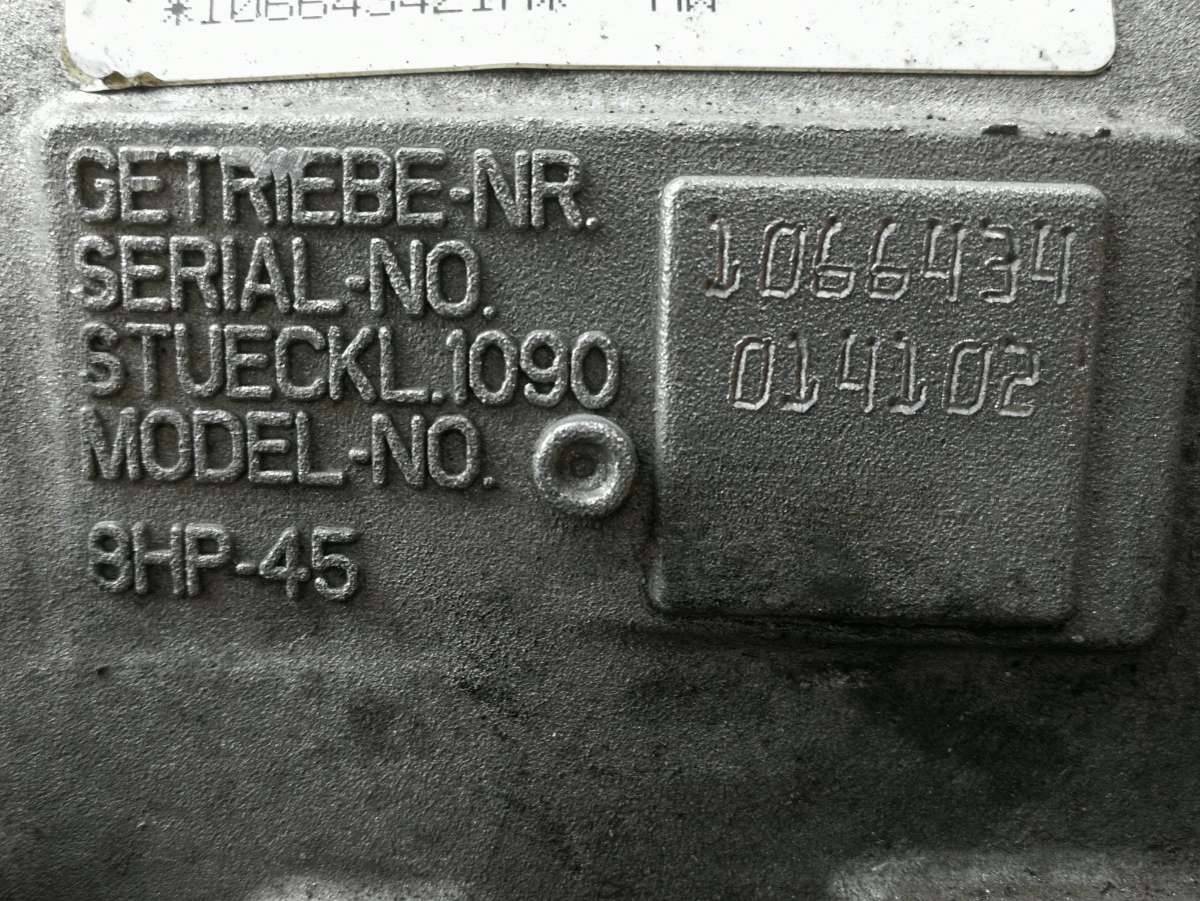 GETRIEBE-NR.
SERIAL-NO.
STUECKL.1090
MODEL-NO.
8HP-45
1066434
014102